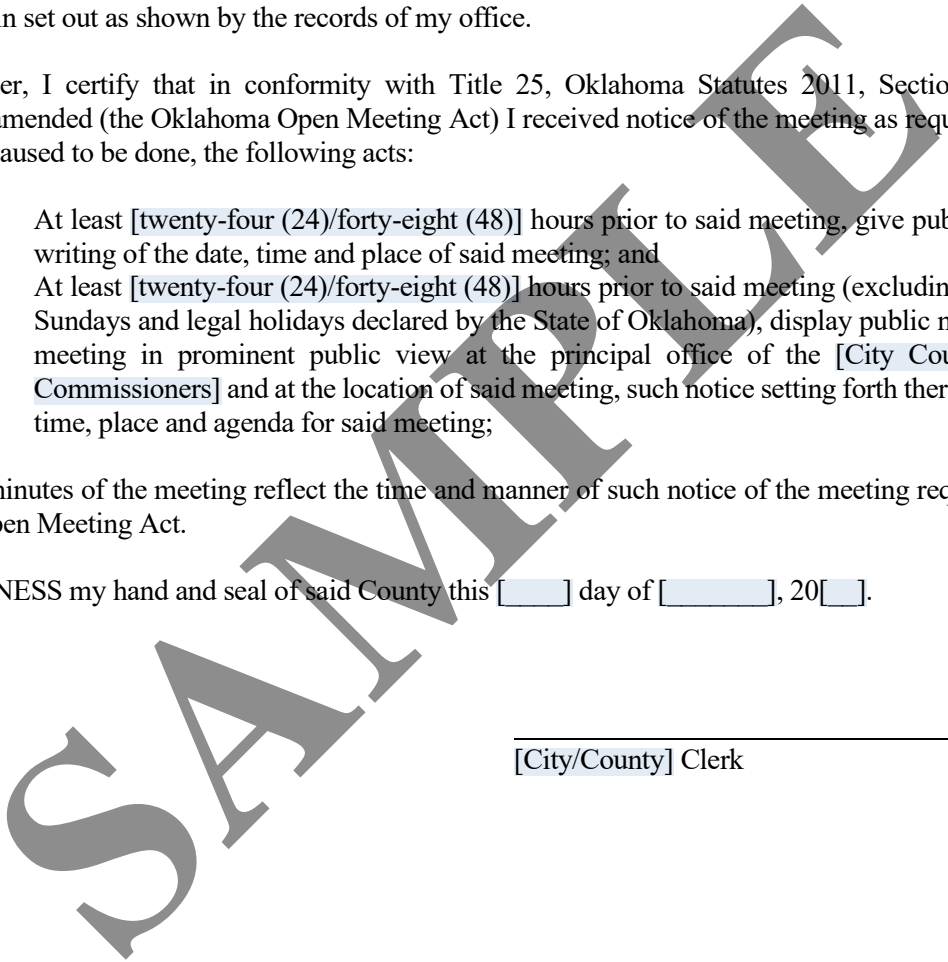 n set out as shown by the records of my office.
er, I certify that in conformity with Title 25, Oklahoma Statutes 2011, Sectio
amended (the Oklahoma Open Meeting Act) I received notice of the meeting as requ
aused to be done, the following acts:
At least [twenty-four (24)/forty-eight (48)] hours prior to said meeting, give pub
writing of the date, time and place of said meeting; and
At least [twenty-four (24)/forty-eight (48)] hours prior to said meeting (excludin
Sundays and legal holidays declared by the State of Oklahoma), display public n
meeting in prominent public view at the principal office of the [City Cou
Commissioners] and at the location of said meeting, such notice setting forth ther
time, place and agenda for said meeting;
minutes of the meeting reflect the time and manner of such notice of the meeting req
pen Meeting Act.
NESS my hand and seal of said County this [____] day of [_______], 20[__].
[City/County] Clerk
SAMPLE